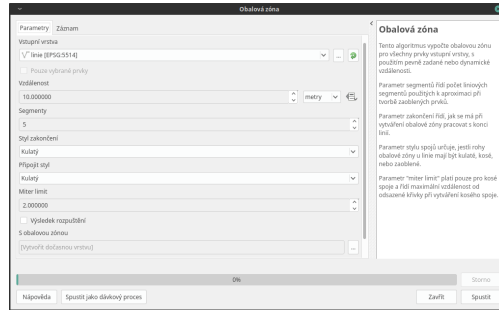 Obalová zóna
Parametry
Záznam
Vstupní vrstva
linie [EPSG:5514]
...
Pouze vybrané prvky
Vzdálenost
10.000000
metry
Segmenty
5
Styl zakončení
Kulatý
Připojit styl
Kulatý
Miter limit
2.000000
Výsledek rozpuštění
S obalovou zónou
[Vytvořit dočasnou vrstvu]
...
Obalová zóna
Tento algoritmus vypočte obalovou zónu
pro všechny prvky vstupní vrstvy, s
použitím pevně zadané nebo dynamické
vzdálenosti.
Parametr segmentů řídí počet liniových
segmentů použitých k aproximaci při
tvorbě zaoblených prvků.
Parametr zakončení řídí, jak se má při
vytváření obalové zóny pracovat s konci
linií.
Parametr stylu spojů určuje, jestli rohy
obalové zóny u linie mají být kulaté, kosé,
nebo zaoblené.
Parametr "miter limit" platí pouze pro kosé
spoje a řídí maximální vzdálenost od
odsazené křivky při vytváření kosého spoje.
0%
Storno
Nápověda
Spustit jako dávkový proces
Zavřít
Spustit